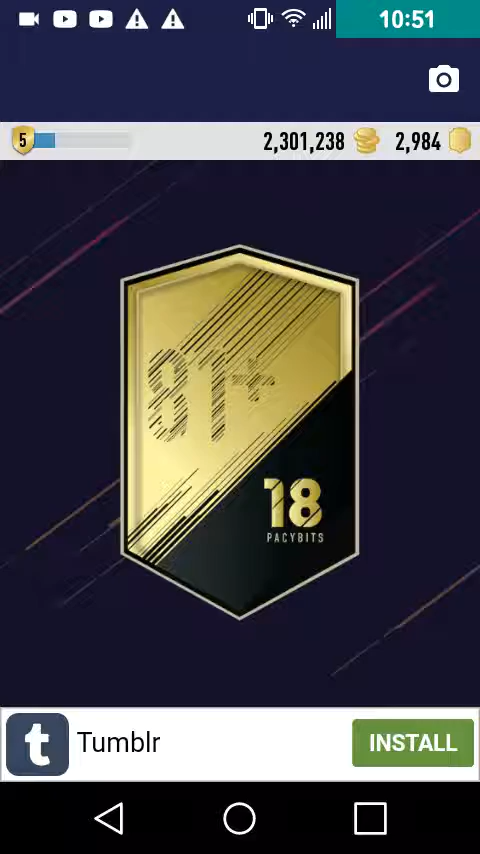 10:51
5
2,301,238
2,984
81+
18
PACYBITS
t
Tumblr
INSTALL